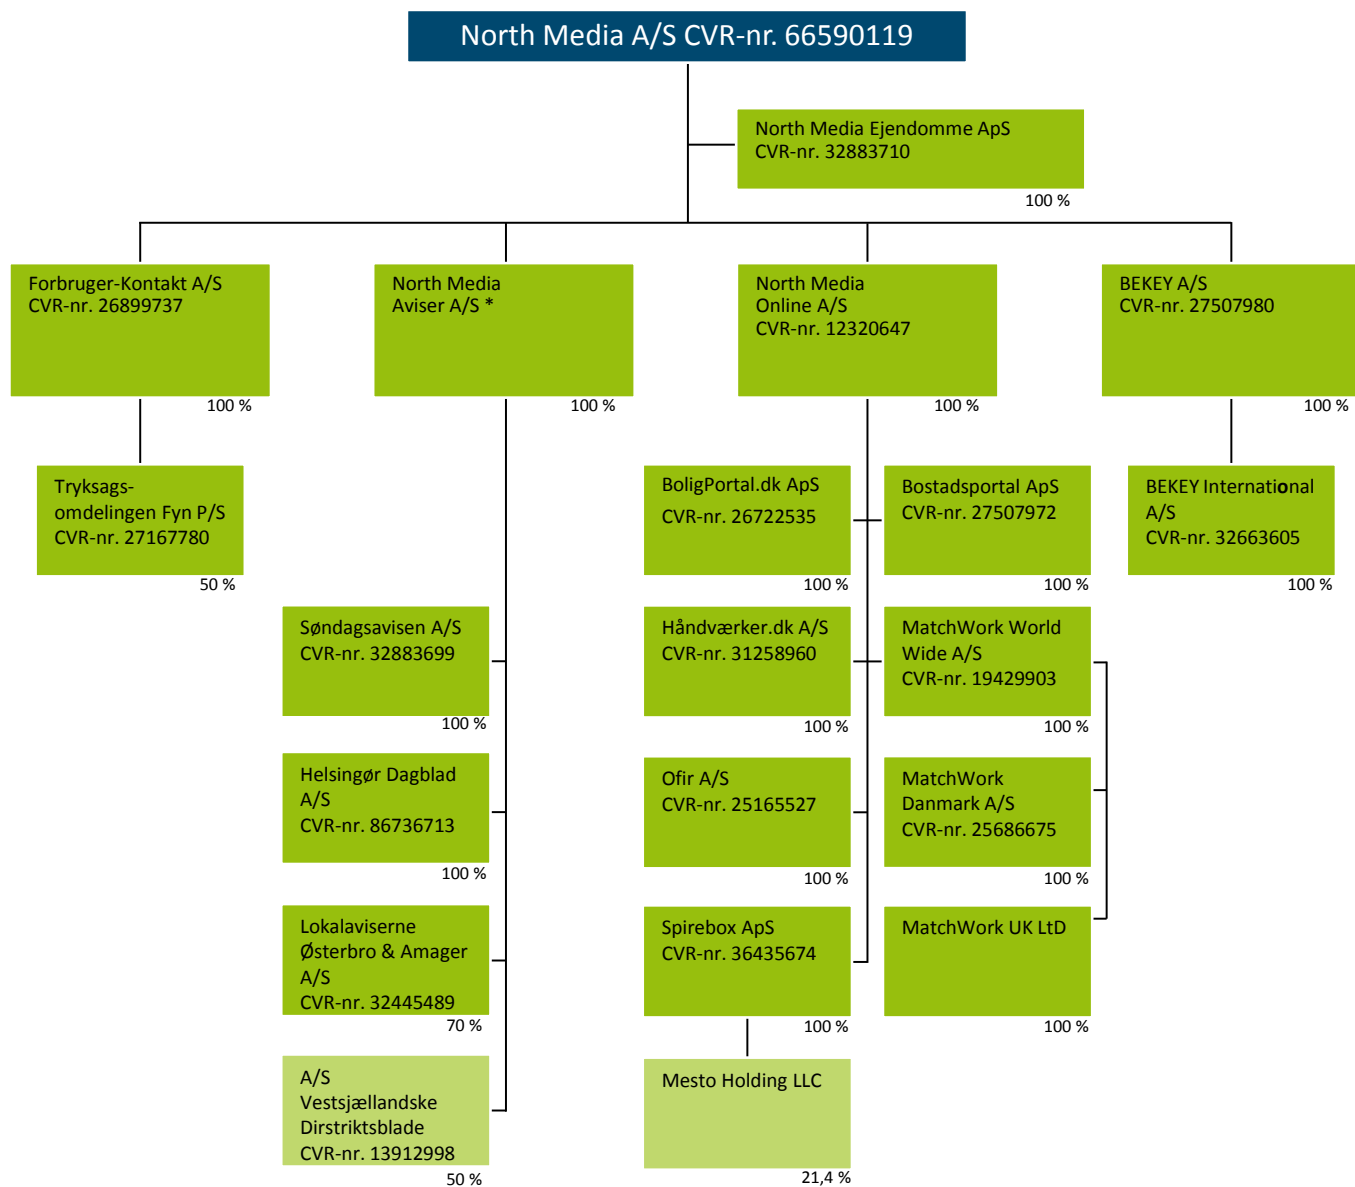 North Media A/S CVR-nr. 66590119
North Media Ejendomme ApS
CVR-nr. 32883710
100 %
Forbruger-Kontakt A/S
CVR-nr. 26899737
100 %
North Media
Aviser A/S *
100 %
North Media
Online A/S
CVR-nr. 12320647
100 %
BEKEY A/S
CVR-nr. 27507980
100 %
Tryksags-
omdelingen Fyn P/S
CVR-nr. 27167780
50 %
BoligPortal.dk ApS
CVR-nr. 26722535
100 %
Bostadsportal ApS
CVR-nr. 27507972
100 %
BEKEY International
A/S
CVR-nr. 32663605
100 %
Søndagsavisen A/S
CVR-nr. 32883699
100 %
Håndværker.dk A/S
CVR-nr. 31258960
100 %
MatchWork World
Wide A/S
CVR-nr. 19429903
100 %
Helsingør Dagblad
A/S
CVR-nr. 86736713
100 %
Ofir A/S
CVR-nr. 25165527
100 %
MatchWork
Danmark A/S
CVR-nr. 25686675
100 %
Lokalaviserne
Østerbro & Amager
A/S
CVR-nr. 32445489
70 %
Spirebox ApS
CVR-nr. 36435674
100 %
MatchWork UK LtD
100 %
A/S
Vestsjællandske
Dirstriktsblade
CVR-nr. 13912998
50 %
Mesto Holding LLC
21,4 %